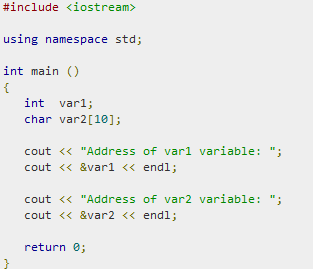 #include <iostream>
using namespace std;
int main ()
{
   int  var1;
   char var2[10];
   cout << "Address of var1 variable: ";
   cout << &var1 << endl;
   cout << "Address of var2 variable: ";
   cout << &var2 << endl;
   return 0;
}